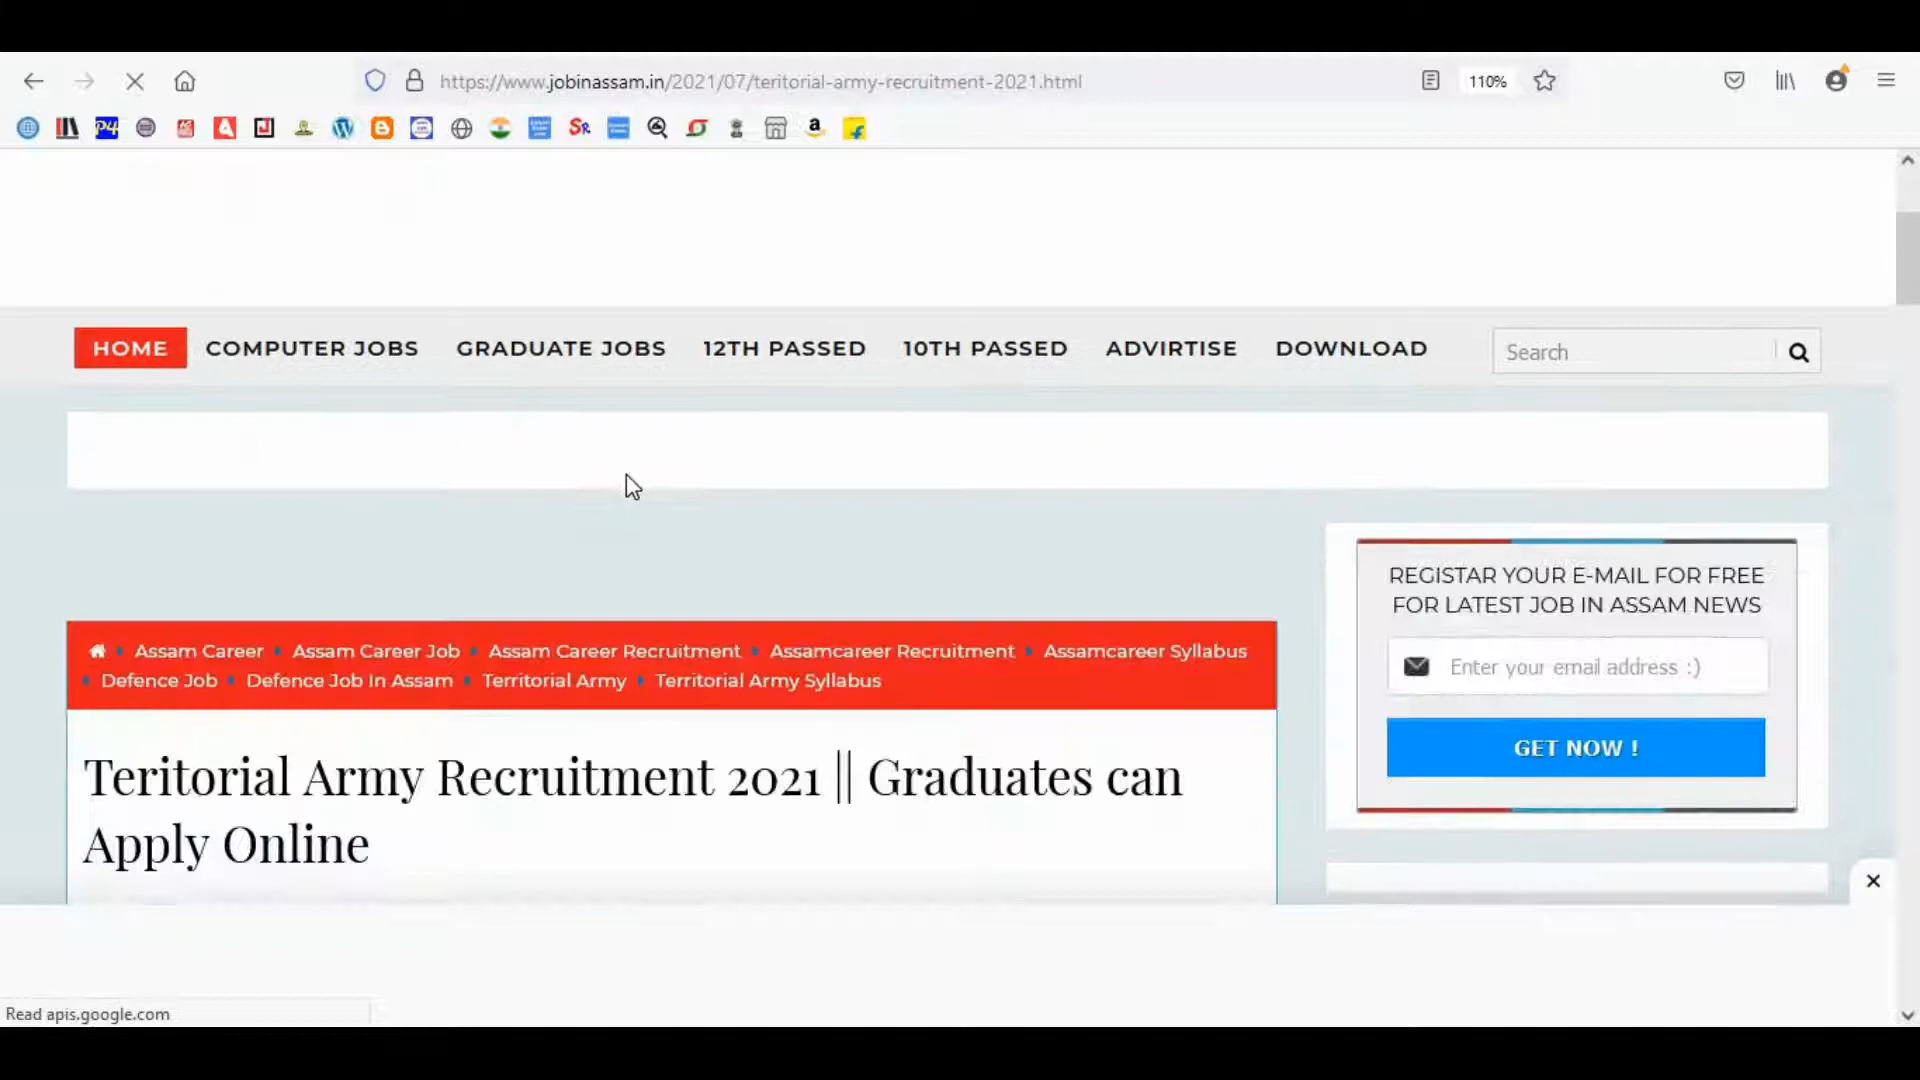 https://www.jobinassam.in/2021/07/teritorial-army-recruitment-2021.html
110%
HOME COMPUTER JOBS GRADUATE JOBS 12TH PASSED 10TH PASSED ADVIRTISE DOWNLOAD
Search
REGISTAR YOUR E-MAIL FOR FREE
FOR LATEST JOB IN ASSAM NEWS
Enter your email address :)
GET NOW !
Assam Career Assam Career Job Assam Career Recruitment Assamcareer Recruitment Assamcareer Syllabus
Defence Job Defence Job In Assam Territorial Army Territorial Army Syllabus
Teritorial Army Recruitment 2021 || Graduates can
Apply Online
Read apis.google.com